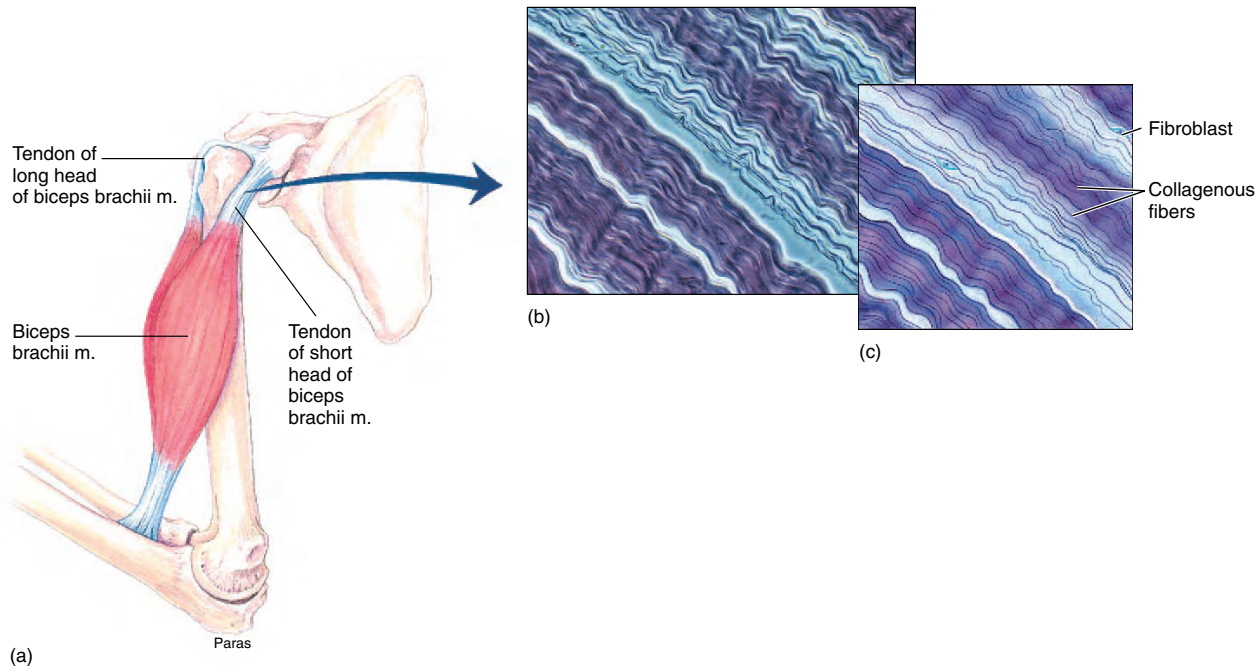 Tendon of
long head
of biceps brachii m.
Biceps
brachii m.
Tendon
of short
head of
biceps
brachii m.
Paras
(a)
(b)
Fibroblast
Collagenous
fibers
(c)